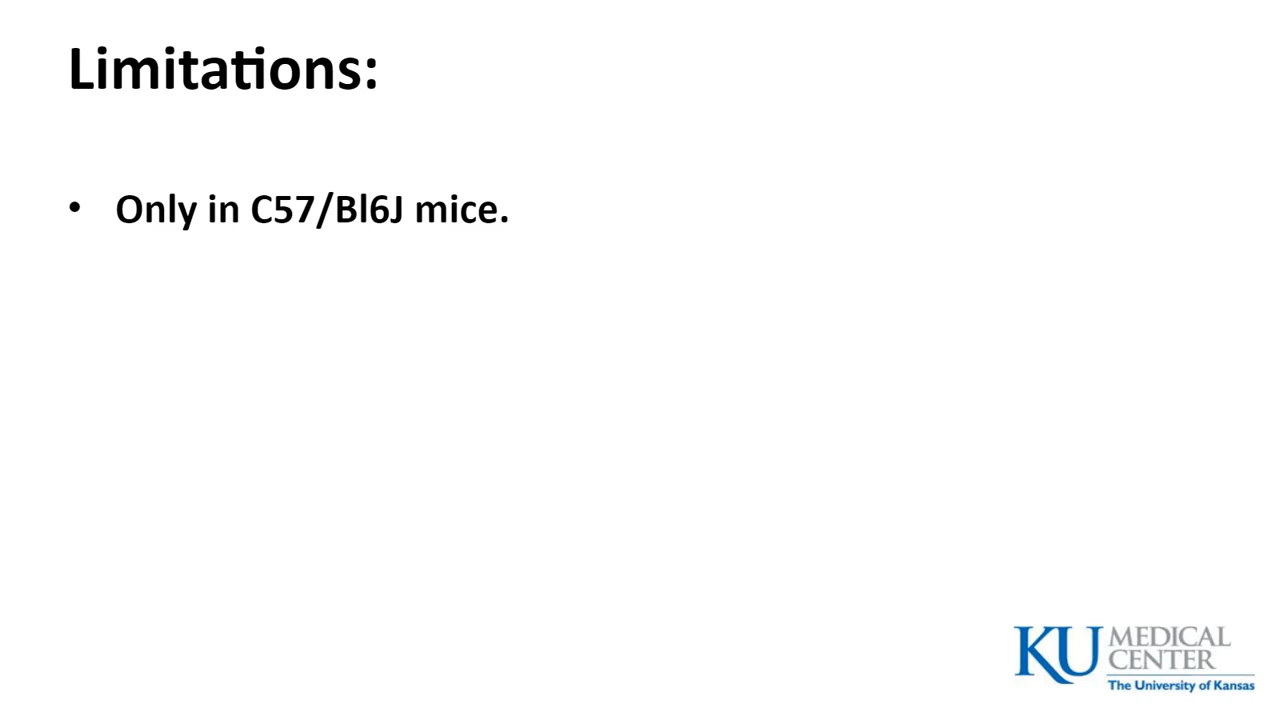 Limitations:
• Only in C57/Bl6J mice.
KU MEDICAL
CENTER
The University of Kansas